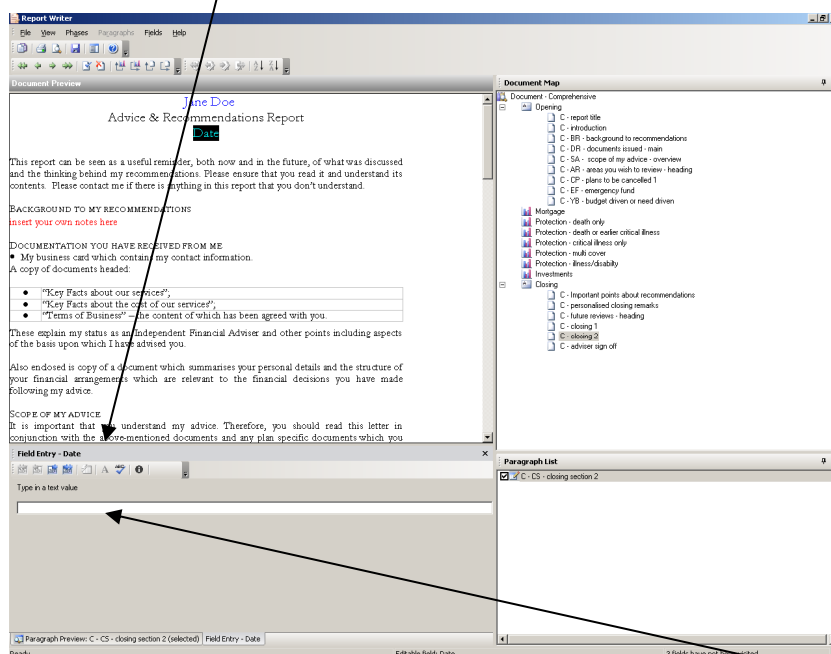 Report Writer
File View Phases Paragraphs Fields Help
Document Preview
Jane Doe
Advice & Recommendations Report
Date
This report can be seen as a useful reminder, both now and in the future, of what was discussed
and the thinking behind my recommendations. Please ensure that you read it and understand its
contents. Please contact me if there is anything in this report that you don't understand.
BACKGROUND TO MY RECOMMENDATIONS
insert your own notes here
DOCUMENTATION YOU HAVE RECEIVED FROM ME
• My business card which contains my contact information.
A copy of documents headed:
• "Key Facts about our services";
• "Key Facts about the cost of our services";
• "Terms of Business" – the content of which has been agreed with you.
These explain my status as an Independent Financial Adviser and other points including aspects
of the basis upon which I have advised you.
Also enclosed is copy of a document which summarises your personal details and the structure of
your financial arrangements which are relevant to the financial decisions you have made
following my advice.
SCOPE OF MY ADVICE
It is important that you understand my advice. Therefore, you should read this letter in
conjunction with the above-mentioned documents and any plan specific documents which you
Document Map
Document - Comprehensive
Opening
C - report title
C - introduction
C - BR - background to recommendations
C - DR - documents issued - main
C - SA - scope of my advice - overview
C - AR - areas you wish to review - heading
C - CP - plans to be cancelled 1
C - EF - emergency fund
C - YB - budget driven or need driven
Mortgage
Protection - death only
Protection - death or earlier critical illness
Protection - critical illness only
Protection - multi cover
Protection - illness/disabilty
Investments
Closing
C - Important points about recommendations
C - personalised closing remarks
C - future reviews - heading
C - closing 1
C - closing 2
C - adviser sign off
Field Entry - Date
Type in a text value
Paragraph List
C - CS - closing section 2
Paragraph Preview: C - CS - closing section 2 (selected) Field Entry - Date
Ready Editable field: Date 2 fields have not been visited